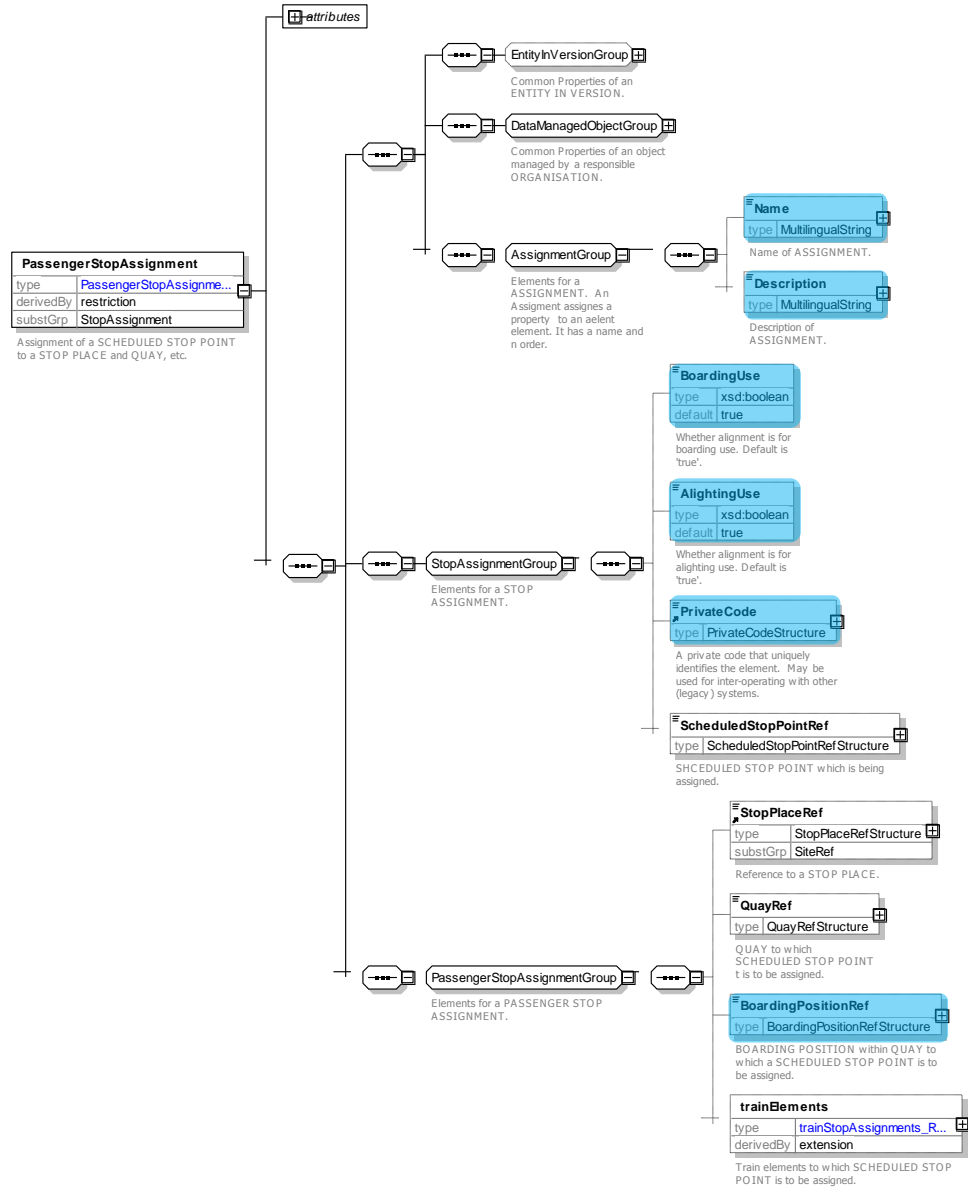 attributes
EntityInVersionGroup
Common Properties of an
ENTITY IN VERSION.
DataManagedObjectGroup
Common Properties of an object
managed by a responsible
ORGANISATION.
AssignmentGroup
Elements for a
ASSIGNMENT. An
Assigment assignes a
property to an aelent
element. It has a name and
n order.
Name
type MultilingualString
Name of ASSIGNMENT.
Description
type MultilingualString
Description of
ASSIGNMENT.
PassengerStopAssignment
type PassengerStopAssignme...
derivedBy restriction
substGrp StopAssignment
Assignment of a SCHEDULED STOP POINT
to a STOP PLACE and QUAY, etc.
BoardingUse
type xsd:boolean
default true
Whether alignment is for
boarding use. Default is
'true'.
AlightingUse
type xsd:boolean
default true
Whether alignment is for
alighting use. Default is
'true'.
StopAssignmentGroup
Elements for a STOP
ASSIGNMENT.
PrivateCode
type PrivateCodeStructure
A private code that uniquely
identifies the element. May be
used for inter-operating with other
(legacy) systems.
ScheduledStopPointRef
type ScheduledStopPointRefStructure
SHCEDULED STOP POINT which is being
assigned.
StopPlaceRef
type StopPlaceRefStructure
substGrp SiteRef
Reference to a STOP PLACE.
QuayRef
type QuayRefStructure
QUAY to which
SCHEDULED STOP POINT
t is to be assigned.
PassengerStopAssignmentGroup
Elements for a PASSENGER STOP
ASSIGNMENT.
BoardingPositionRef
type BoardingPositionRefStructure
BOARDING POSITION within QUAY to
which a SCHEDULED STOP POINT is to
be assigned.
trainElements
type trainStopAssignments_R...
derivedBy extension
Train elements to which SCHEDULED STOP
POINT is to be assigned.